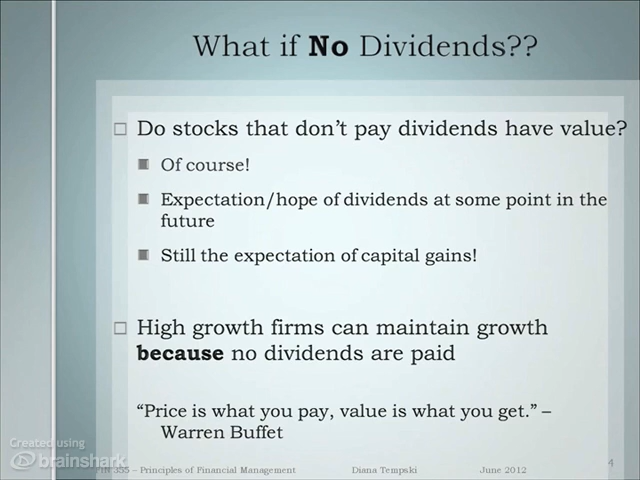 What if No Dividends??
Do stocks that don't pay dividends have value?
Of course!
Expectation/hope of dividends at some point in the
future
Still the expectation of capital gains!
High growth firms can maintain growth
because no dividends are paid
“Price is what you pay, value is what you get.” –
Warren Buffet
Created using
brainshark
FIN 355 – Principles of Financial Management Diana Tempski June 2012 4